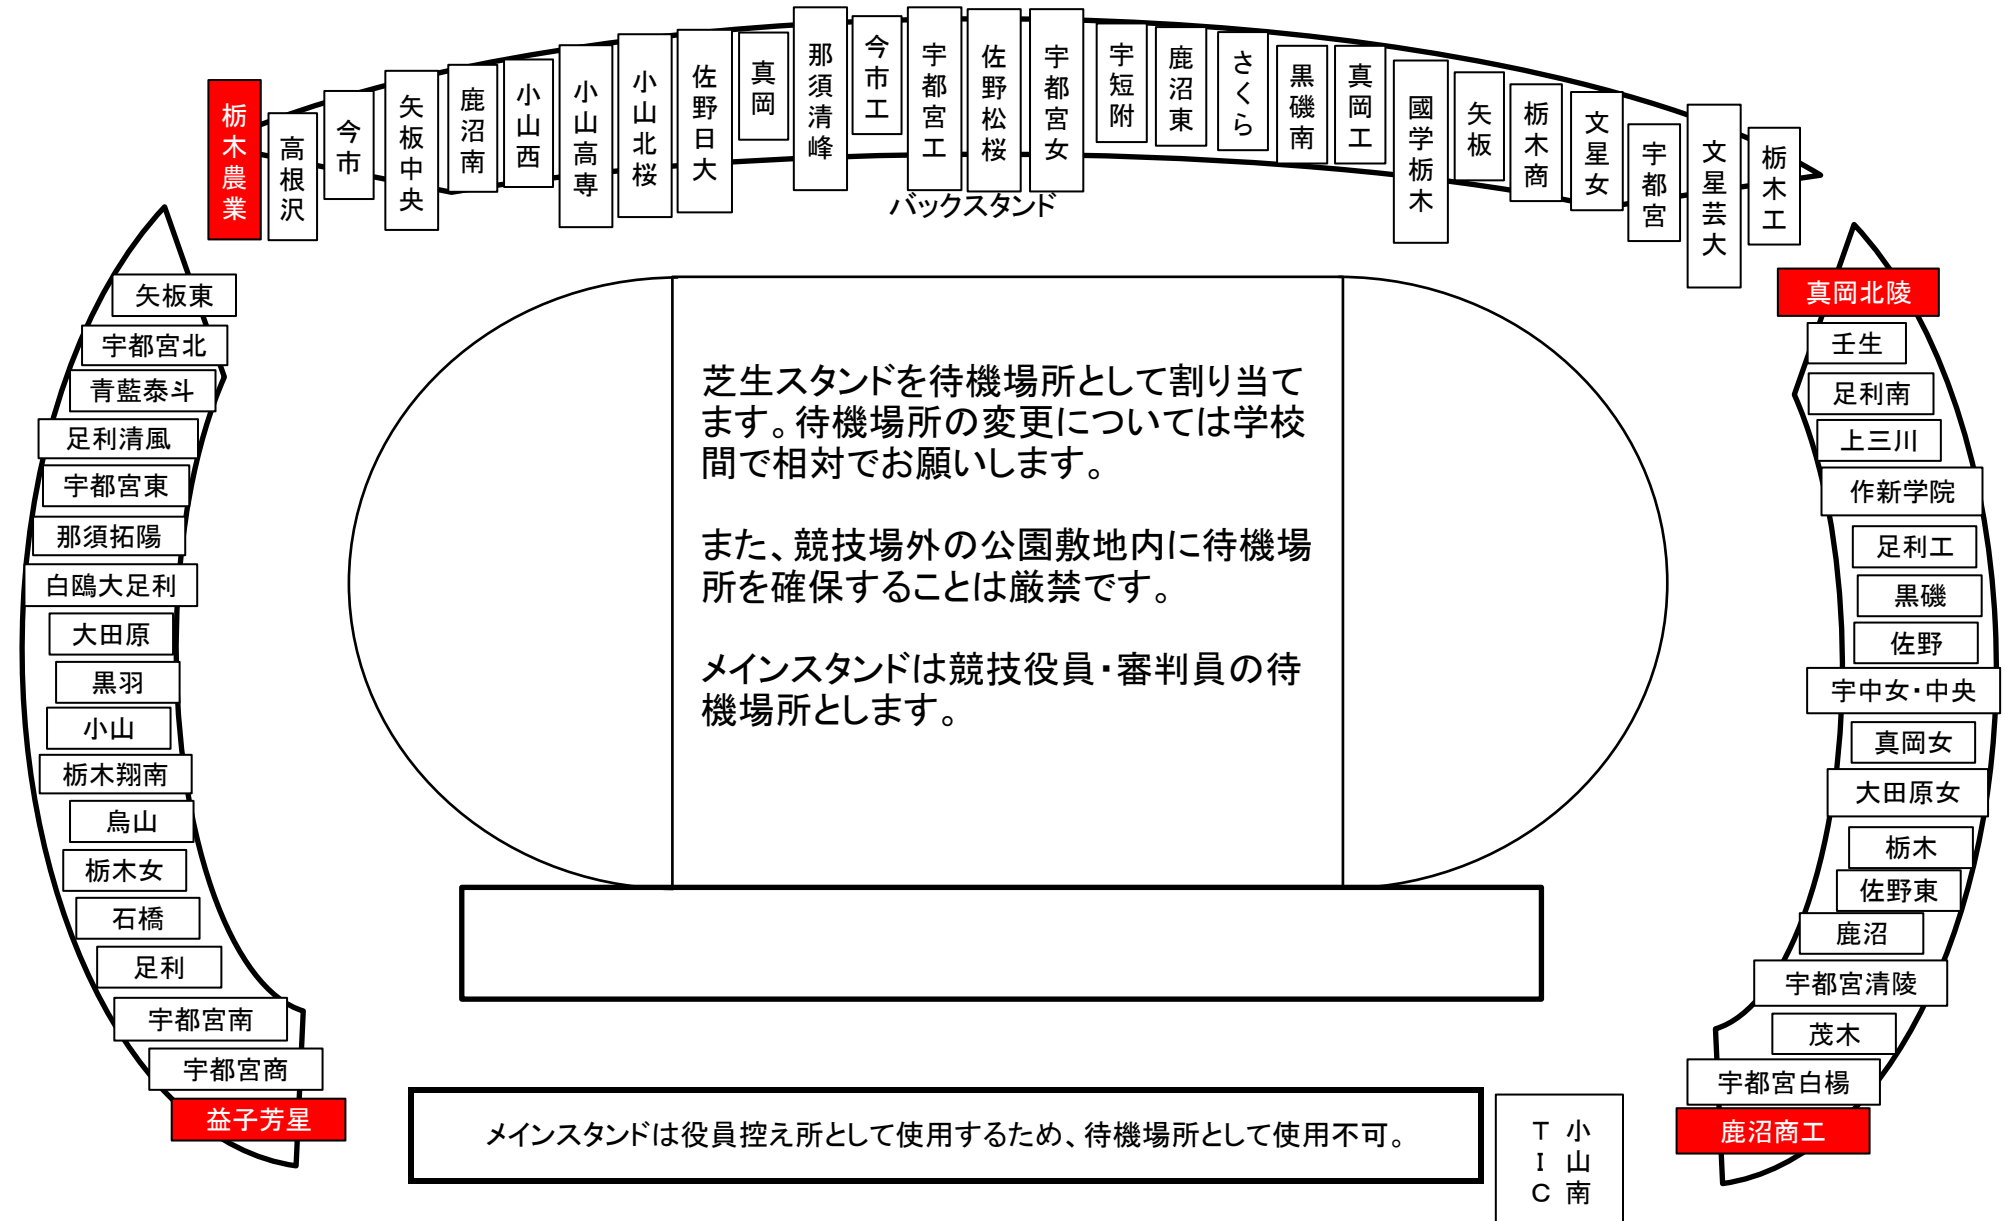 栃木農業
高根沢
今市
矢板中央
鹿沼南
小山西
小山高専
小山北桜
佐野日大
真岡
那須清峰
今市工
宇都宮工
佐野松桜
宇都宮女
宇短附
鹿沼東
さくら
黒磯南
真岡工
國学栃木
矢板
栃木商
文星女
宇都宮
文星芸大
栃木工
バックスタンド
矢板東
宇都宮北
青藍泰斗
足利清風
宇都宮東
那須拓陽
白鴎大足利
大田原
黒羽
小山
栃木翔南
烏山
栃木女
石橋
足利
宇都宮南
宇都宮商
益子芳星
芝生スタンドを待機場所として割り当て
ます。待機場所の変更については学校
間で相対でお願いします。
また、競技場外の公園敷地内に待機場
所を確保することは厳禁です。
メインスタンドは競技役員・審判員の待
機場所とします。
真岡北陵
壬生
足利南
上三川
作新学院
足利工
黒磯
佐野
宇中女・中央
真岡女
大田原女
栃木
佐野東
鹿沼
宇都宮清陵
茂木
宇都宮白楊
鹿沼商工
メインスタンドは役員控え所として使用するため、待機場所として使用不可。
小山南
TIC